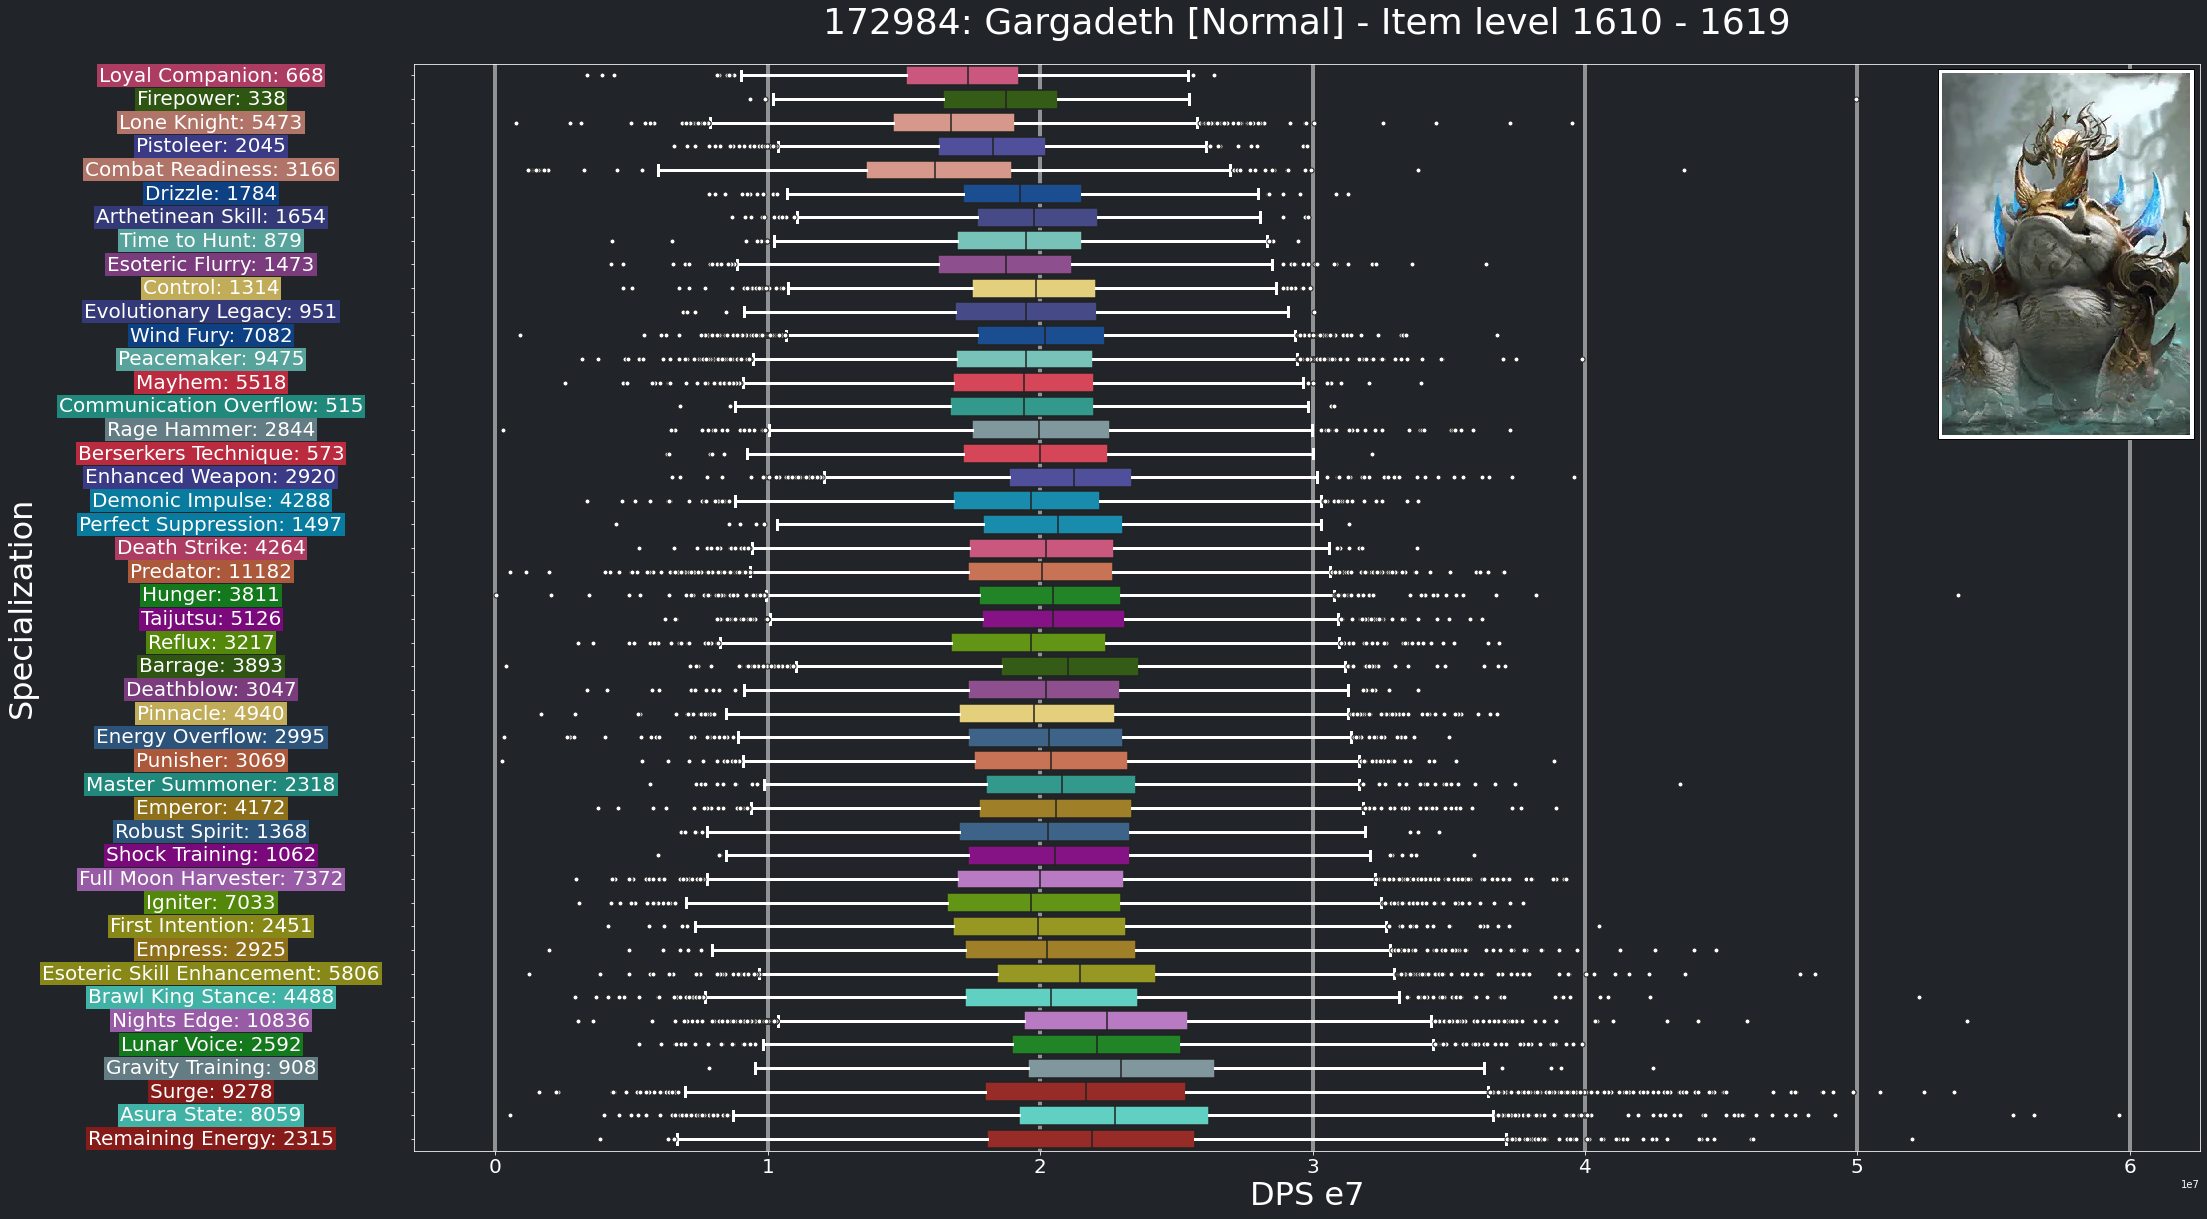 172984: Gargadeth [Normal] - Item level 1610 - 1619
Loyal Companion: 668
Firepower: 338
Lone Knight: 5473
Pistoleer: 2045
Combat Readiness: 3166
Drizzle: 1784
Arthetinean Skill: 1654
Time to Hunt: 879
Esoteric Flurry: 1473
Control: 1314
Evolutionary Legacy: 951
Wind Fury: 7082
Peacemaker: 9475
Mayhem: 5518
Communication Overflow: 515
Rage Hammer: 2844
Berserkers Technique: 573
Enhanced Weapon: 2920
Demonic Impulse: 4288
Perfect Suppression: 1497
Death Strike: 4264
Predator: 11182
Hunger: 3811
Taijutsu: 5126
Reflux: 3217
Barrage: 3893
Deathblow: 3047
Pinnacle: 4940
Energy Overflow: 2995
Punisher: 3069
Master Summoner: 2318
Emperor: 4172
Robust Spirit: 1368
Shock Training: 1062
Full Moon Harvester: 7372
Igniter: 7033
First Intention: 2451
Empress: 2925
Esoteric Skill Enhancement: 5806
Brawl King Stance: 4488
Nights Edge: 10836
Lunar Voice: 2592
Gravity Training: 908
Surge: 9278
Asura State: 8059
Remaining Energy: 2315
Specialization
0 1 2 3 4 5 6
DPS e7
1e7